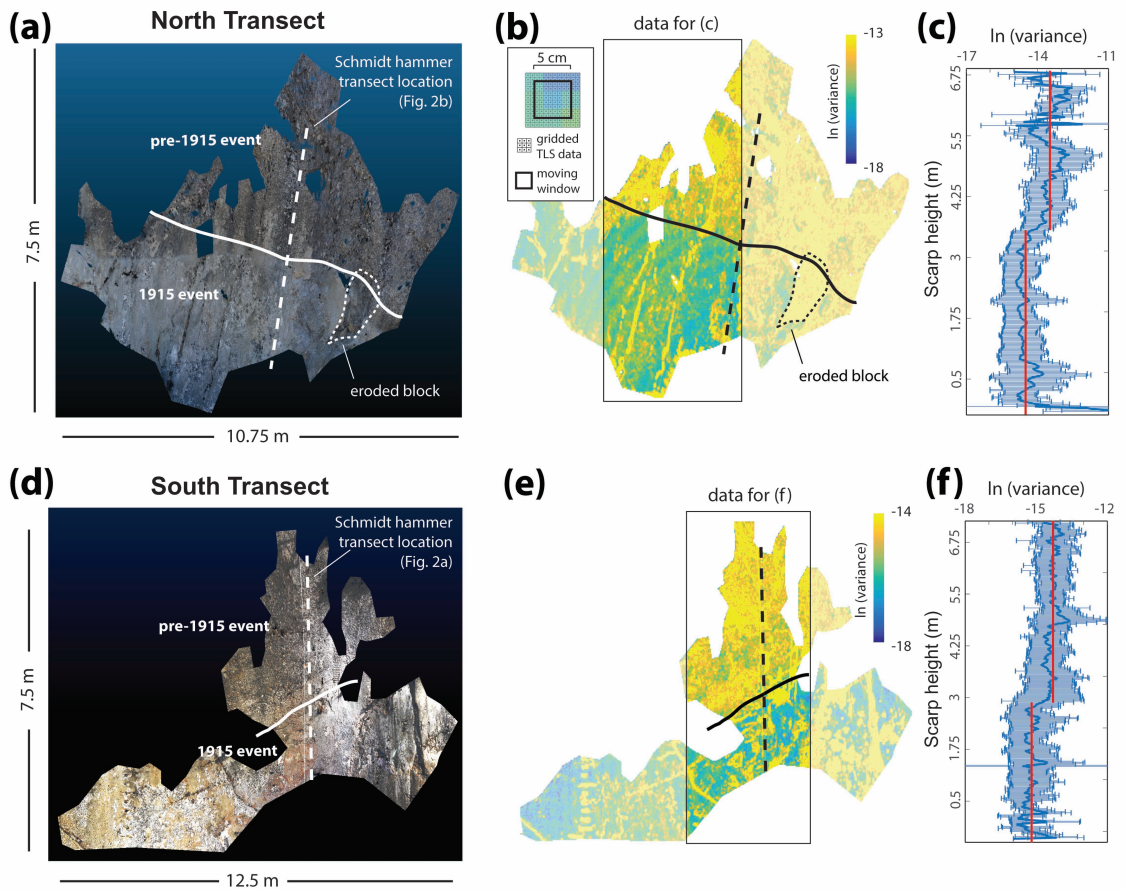 (a)
North Transect
Schmidt hammer
transect location
(Fig. 2b)
pre-1915 event
1915 event
eroded block
7.5 m
10.75 m
(b)
data for (c)
5 cm
gridded
TLS data
moving
window
-13
ln (variance)
-18
eroded block
(c)
ln (variance)
-17
-14
-11
Scarp height (m)
6.75
5.5
4.25
3
1.75
0.5
(d)
South Transect
Schmidt hammer
transect location
(Fig. 2a)
pre-1915 event
1915 event
7.5 m
12.5 m
(e)
data for (f)
-14
ln (variance)
-18
(f)
ln (variance)
-18
-15
-12
Scarp height (m)
6.75
5.5
4.25
3
1.75
0.5